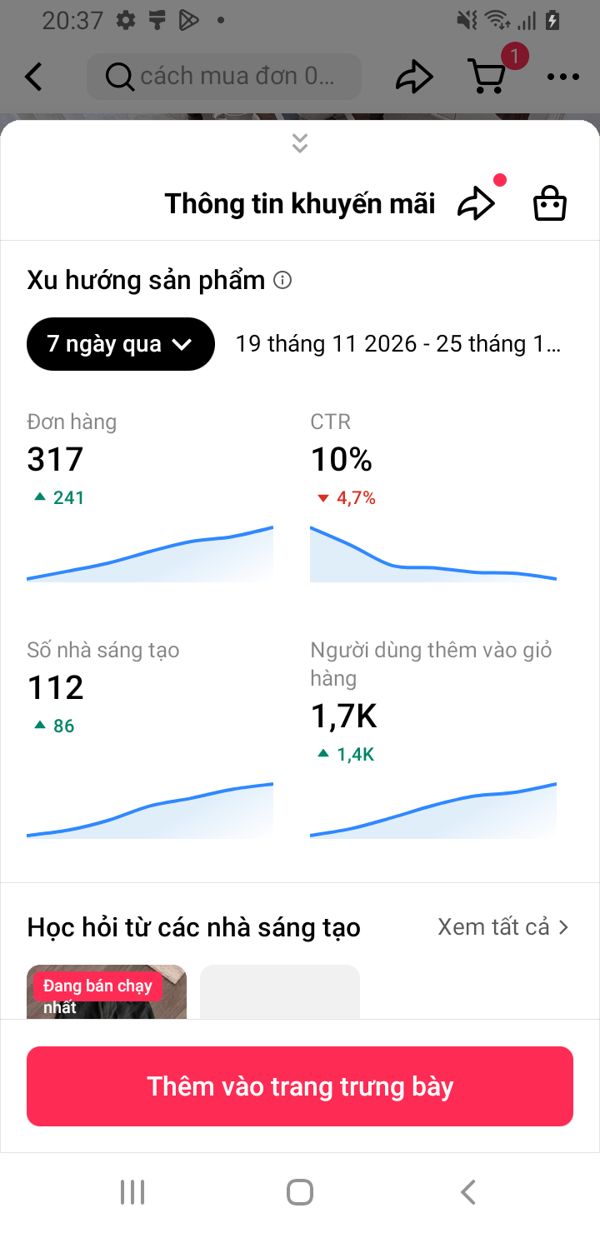 20:37
cách mua đơn 0...
1
Thông tin khuyến mãi
Xu hướng sản phẩm
7 ngày qua
19 tháng 11 2026 - 25 tháng 1...
Đơn hàng
317
241
CTR
10%
4,7%
Số nhà sáng tạo
112
86
Người dùng thêm vào giỏ
hàng
1,7K
1,4K
Học hỏi từ các nhà sáng tạo
Xem tất cả
Đang bán chạy
nhất
Thêm vào trang trưng bày